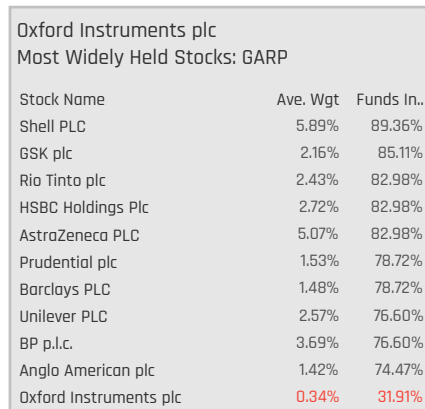 Oxford Instruments plc
Most Widely Held Stocks: GARP
Stock Name Ave. Wgt Funds In..
Shell PLC 5.89% 89.36%
GSK plc 2.16% 85.11%
Rio Tinto plc 2.43% 82.98%
HSBC Holdings Plc 2.72% 82.98%
AstraZeneca PLC 5.07% 82.98%
Prudential plc 1.53% 78.72%
Barclays PLC 1.48% 78.72%
Unilever PLC 2.57% 76.60%
BP p.l.c. 3.69% 76.60%
Anglo American plc 1.42% 74.47%
Oxford Instruments plc 0.34% 31.91%